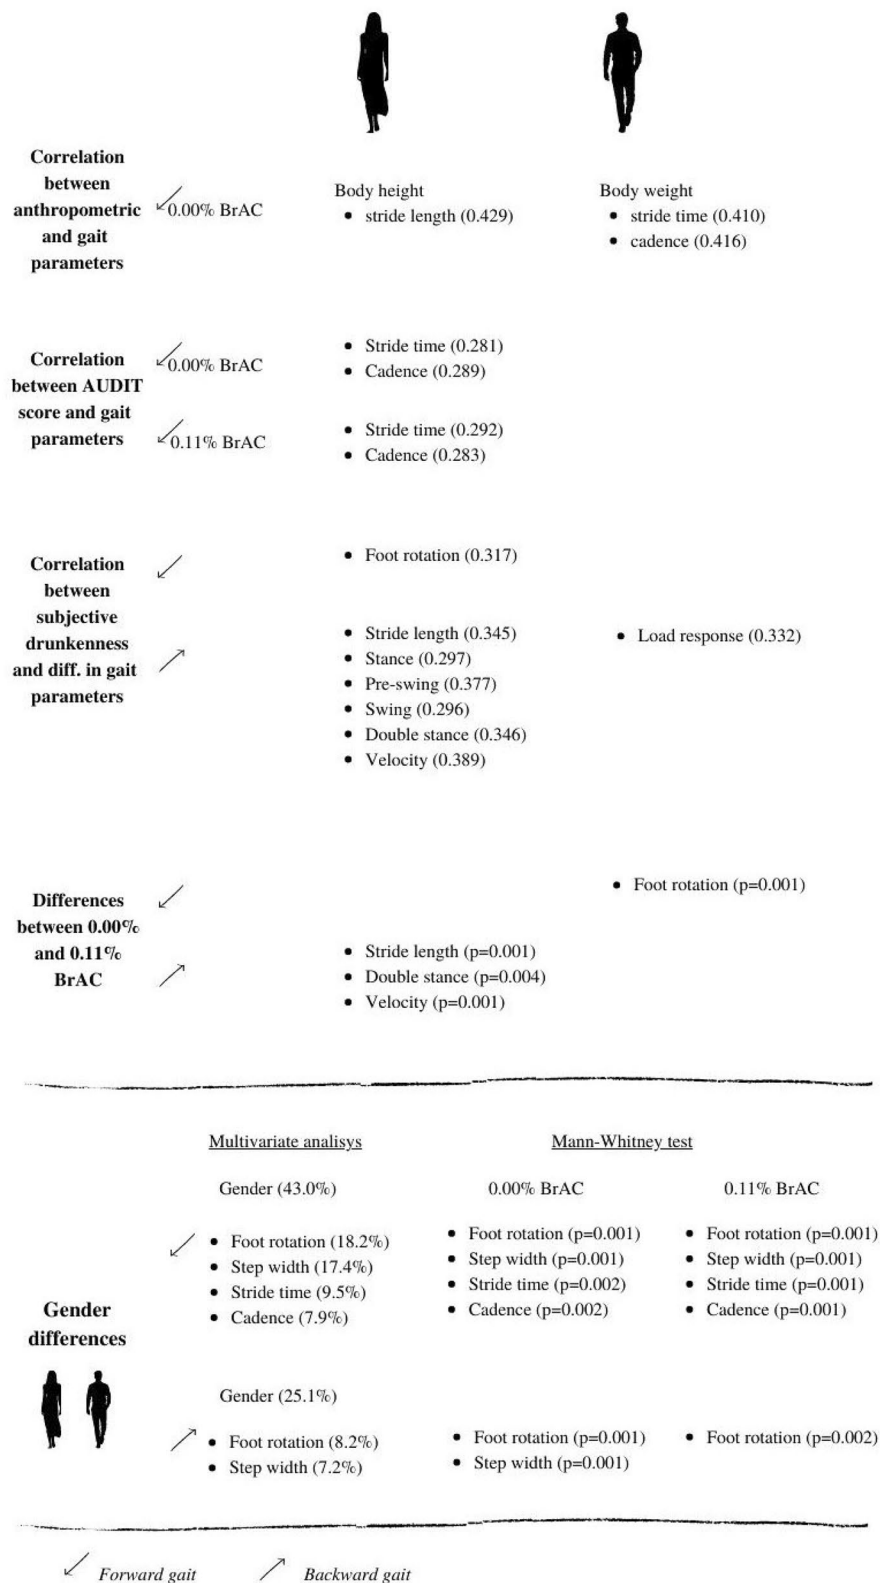 Correlation
between
anthropometric
and gait
parameters
0.00% BrAC
Body height
• stride length (0.429)
Body weight
• stride time (0.410)
• cadence (0.416)
Correlation
between AUDIT
score and gait
parameters
0.00% BrAC
• Stride time (0.281)
• Cadence (0.289)
0.11% BrAC
• Stride time (0.292)
• Cadence (0.283)
Correlation
between
subjective
drunkenness
and diff. in gait
parameters
• Foot rotation (0.317)
• Stride length (0.345)
• Stance (0.297)
• Pre-swing (0.377)
• Swing (0.296)
• Double stance (0.346)
• Velocity (0.389)
• Load response (0.332)
Differences
between 0.00%
and 0.11%
BrAC
• Foot rotation (p=0.001)
• Stride length (p=0.001)
• Double stance (p=0.004)
• Velocity (p=0.001)
Multivariate analisys
Mann-Whitney test
Gender (43.0%)
0.00% BrAC
0.11% BrAC
• Foot rotation (18.2%)
• Step width (17.4%)
• Stride time (9.5%)
• Cadence (7.9%)
• Foot rotation (p=0.001)
• Step width (p=0.001)
• Stride time (p=0.002)
• Cadence (p=0.002)
• Foot rotation (p=0.001)
• Step width (p=0.001)
• Stride time (p=0.001)
• Cadence (p=0.001)
Gender
differences
Gender (25.1%)
• Foot rotation (8.2%)
• Step width (7.2%)
• Foot rotation (p=0.001)
• Step width (p=0.001)
• Foot rotation (p=0.002)
Forward gait
Backward gait